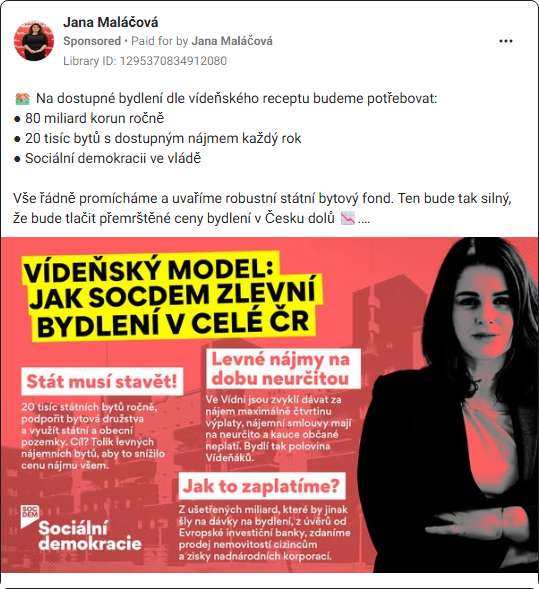 Jana Maláčová
Sponsored • Paid for by Jana Maláčová
Library ID: 1295370834912080
Na dostupné bydlení dle vídeňského receptu budeme potřebovat:
● 80 miliard korun ročně
● 20 tisíc bytů s dostupným nájmem každý rok
● Sociální demokracii ve vládě
Vše řádně promícháme a uvaříme robustní státní bytový fond. Ten bude tak silný,
že bude tlačit přemrštěné ceny bydlení v Česku dolů 📉....
VÍDEŇSKÝ MODEL:
JAK SOCDEM ZLEVNÍ
BYDLENÍ V CELÉ ČR
Stát musí stavět!
20 tisíc státních bytů ročně,
podpořit bytová družstva
a využít státní a obecní
pozemky. Cíl? Tolik levných
nájemních bytů, aby to snížilo
cenu nájmu všem.
Levné nájmy na
dobu neurčitou
Ve Vídni jsou zvyklí dávat za
nájem maximálně čtvrtinu
výplaty, nájemní smlouvy mají
na neurčito a kauce občané
neplatí. Bydlí tak polovina
Vídeňáků.
Jak to zaplatíme?
Z ušetřených miliard, které by jinak
šly na dávky na bydlení, z úvěrů od
Evropské investiční banky, zdaníme
prodej nemovitostí cizincům
a zisky nadnárodních korporací.
SOC
DEM
Sociální
demokracie